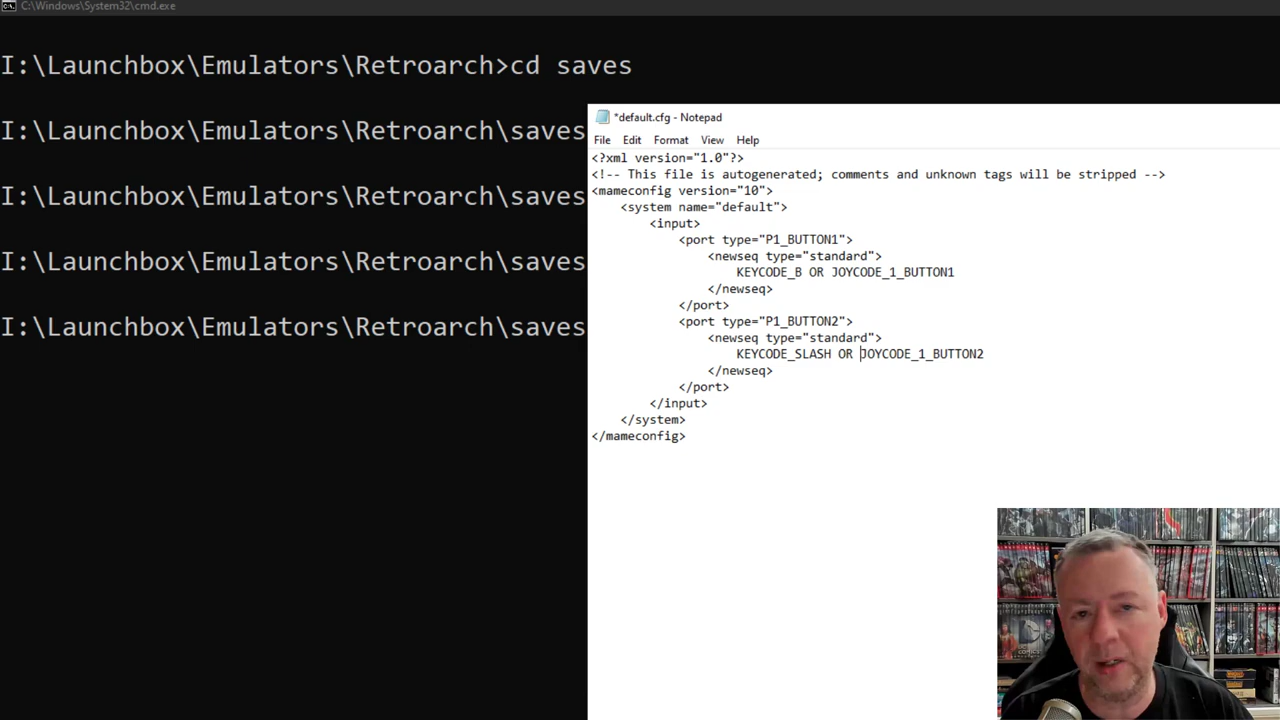 C:\Windows\System32\cmd.exe
I:\Launchbox\Emulators\Retroarch>cd saves
I:\Launchbox\Emulators\Retroarch\saves
I:\Launchbox\Emulators\Retroarch\saves
I:\Launchbox\Emulators\Retroarch\saves
I:\Launchbox\Emulators\Retroarch\saves
*default.cfg - Notepad
File Edit Format View Help
<?xml version="1.0"?>
<!-- This file is autogenerated; comments and unknown tags will be stripped -->
<mameconfig version="10">
<system name="default">
<input>
<port type="P1_BUTTON1">
<newseq type="standard">
KEYCODE_B OR JOYCODE_1_BUTTON1
</newseq>
</port>
<port type="P1_BUTTON2">
<newseq type="standard">
KEYCODE_SLASH OR JOYCODE_1_BUTTON2
</newseq>
</port>
</input>
</system>
</mameconfig>